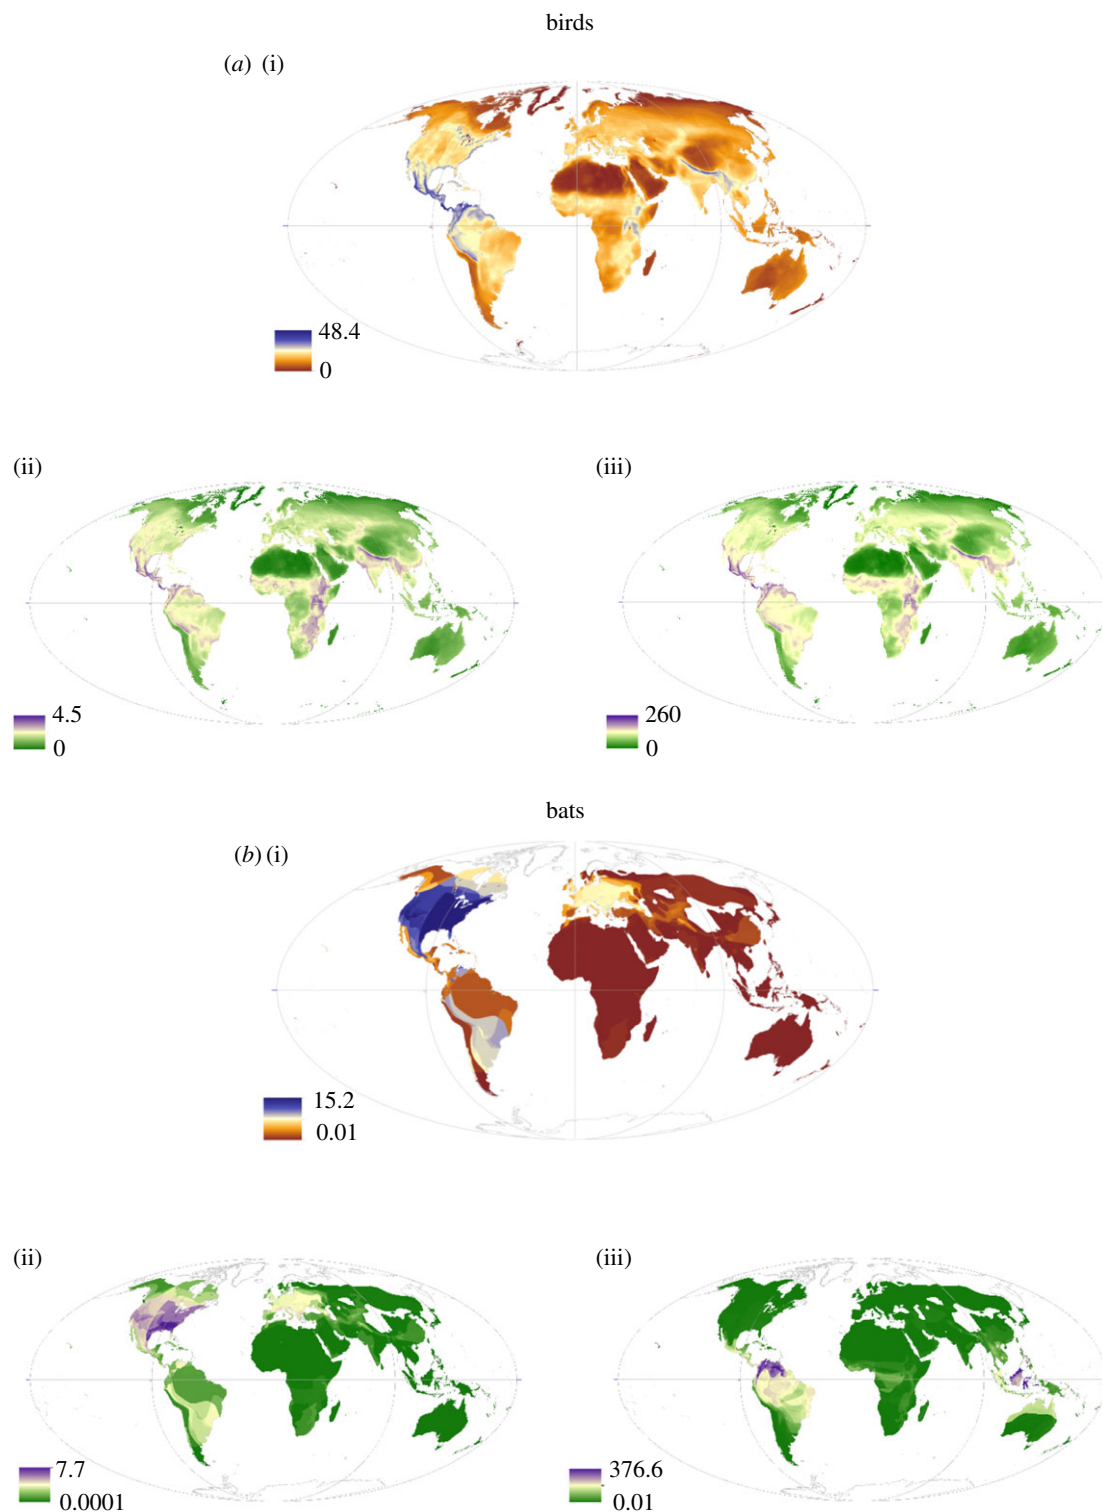 birds
(a) (i)
48.4
0
(ii)
(iii)
4.5
0
260
0
bats
(b) (i)
15.2
0.01
(ii)
(iii)
7.7
0.0001
376.6
0.01